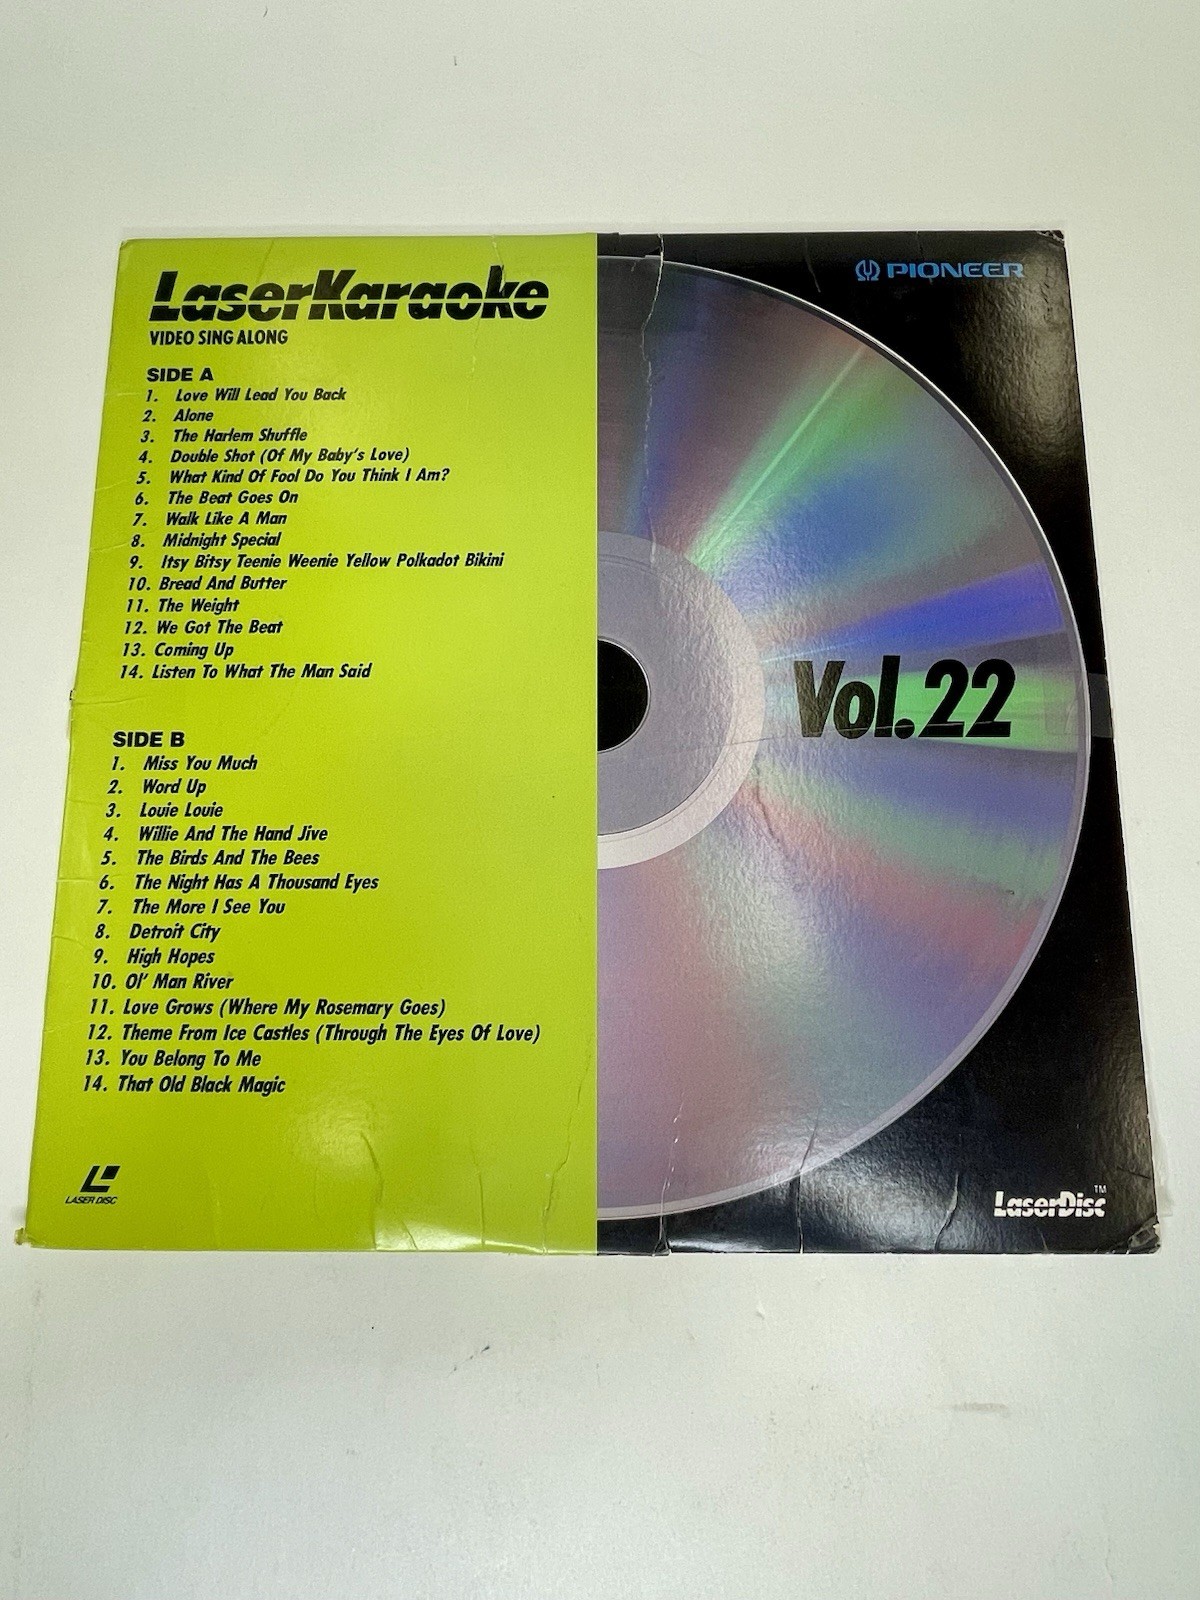 LaserKaraoke
VIDEO SING ALONG
SIDE A
1. Love Will Lead You Back
2. Alone
3. The Harlem Shuffle
4. Double Shot (Of My Baby's Love)
5. What Kind Of Fool Do You Think I Am?
6. The Beat Goes On
7. Walk Like A Man
8. Midnight Special
9. Itsy Bitsy Teenie Weenie Yellow Polkadot Bikini
10. Bread And Butter
11. The Weight
12. We Got The Beat
13. Coming Up
14. Listen To What The Man Said
SIDE B
1. Miss You Much
2. Word Up
3. Louie Louie
4. Willie And The Hand Jive
5. The Birds And The Bees
6. The Night Has A Thousand Eyes
7. The More I See You
8. Detroit City
9. High Hopes
10. Ol' Man River
11. Love Grows (Where My Rosemary Goes)
12. Theme From Ice Castles (Through The Eyes Of Love)
13. You Belong To Me
14. That Old Black Magic
LASER DISC
PIONEER
Vol.22
LaserDisc™